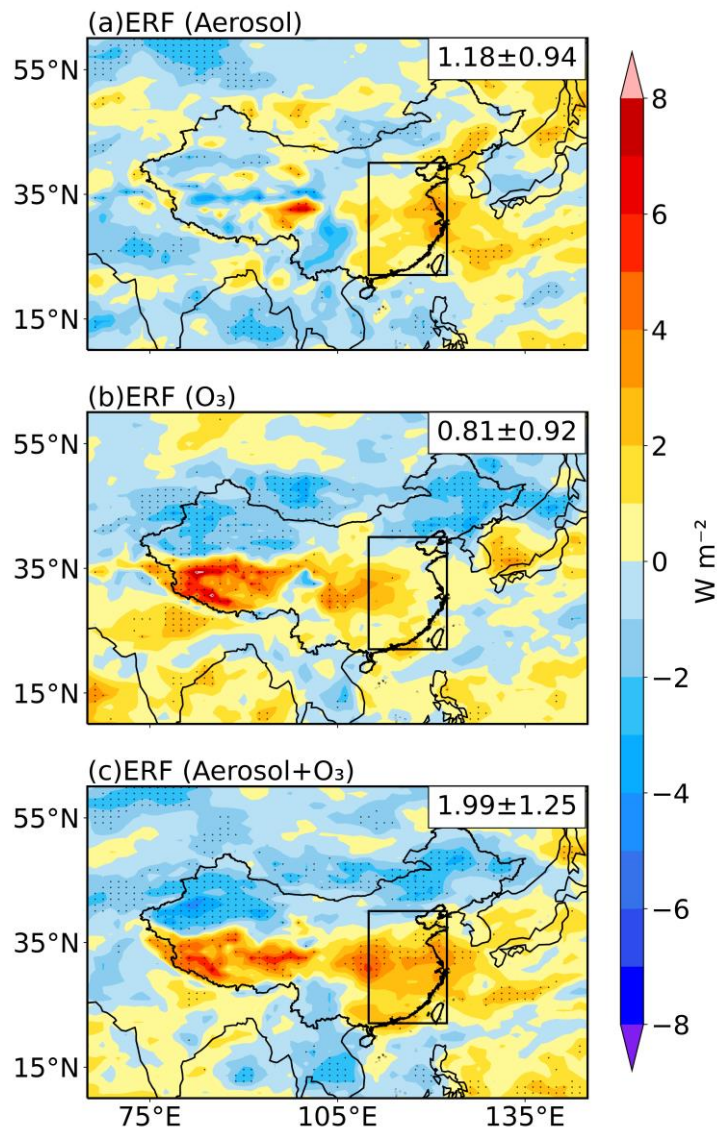 (a)ERF (Aerosol)
1.18±0.94
55°N
35°N
15°N
(b)ERF (O₃)
0.81±0.92
55°N
35°N
15°N
(c)ERF (Aerosol+O₃)
1.99±1.25
55°N
35°N
15°N
75°E 105°E 135°E
8
6
4
2
0
−2
−4
−6
−8
W m⁻²